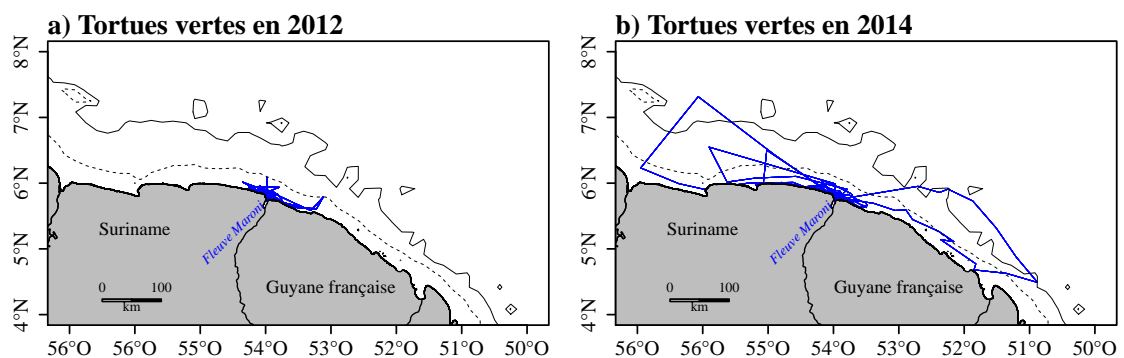 a) Tortues vertes en 2012
8°N
7°N
6°N
5°N
4°N
Suriname
Fleuve Maroni
Guyane française
0 100
km
56°O 55°O 55°O 54°O 53°O 52°O 51°O 50°O
b) Tortues vertes en 2014
8°N
7°N
6°N
5°N
4°N
Suriname
Fleuve Maroni
Guyane française
0 100
km
56°O 55°O 55°O 54°O 53°O 52°O 51°O 50°O